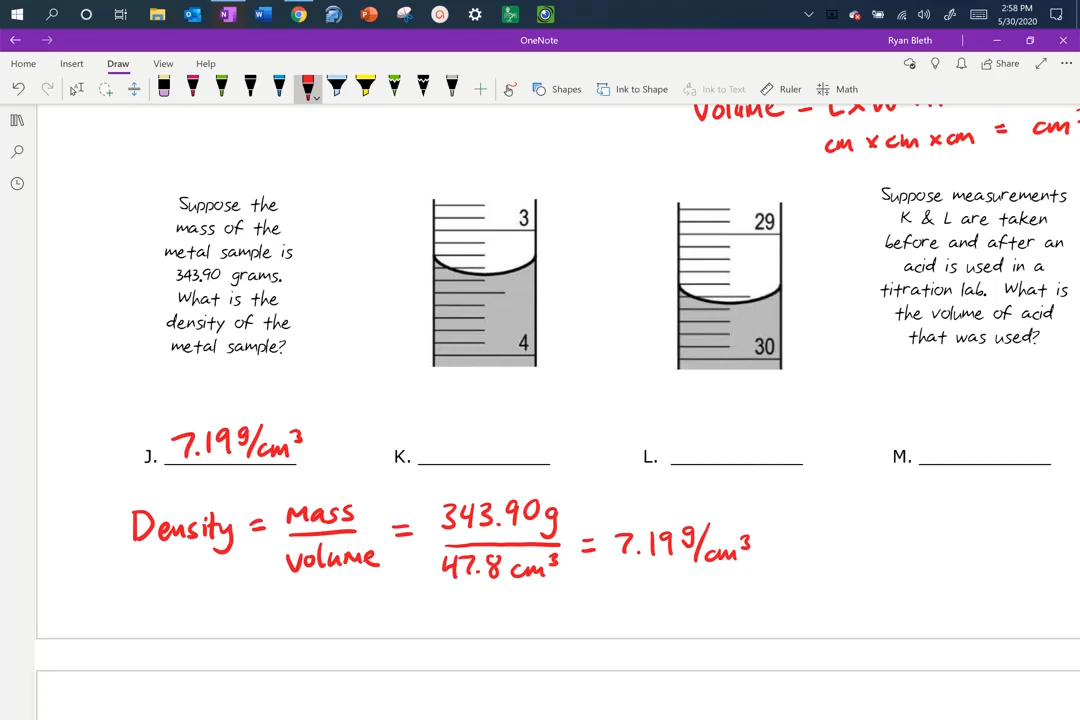 2:58 PM
5/30/2020
OneNote
Ryan Bleth
Home Insert Draw View Help
Share
Shapes Ink to Shape Ink to Text Ruler Math
Volume =
cm x cm x cm = cm
Suppose the
mass of the
metal sample is
343.90 grams.
What is the
density of the
metal sample?
3
4
29
30
Suppose measurements
K & L are taken
before and after an
acid is used in a
titration lab. What is
the volume of acid
that was used?
J. 7.19 g/cm³
K.
L.
M.
Density = mass/volume = 343.90g/47.8 cm³ = 7.19 g/cm³